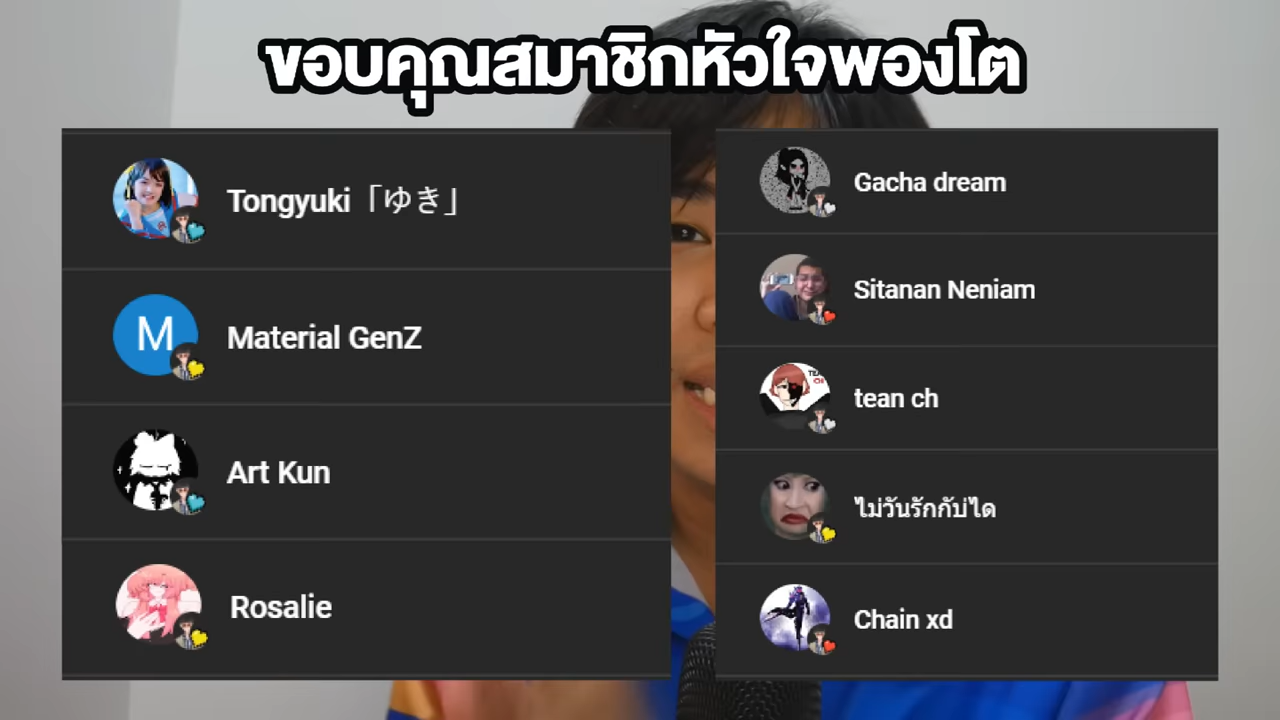 ขอบคุณสมาชิกหัวใจพองโต
Tongyuki「ゆき」
M
Material GenZ
Art Kun
Rosalie
Gacha dream
Sitanan Neniam
tean ch
ไม่วันรักกับ่ได
Chain xd